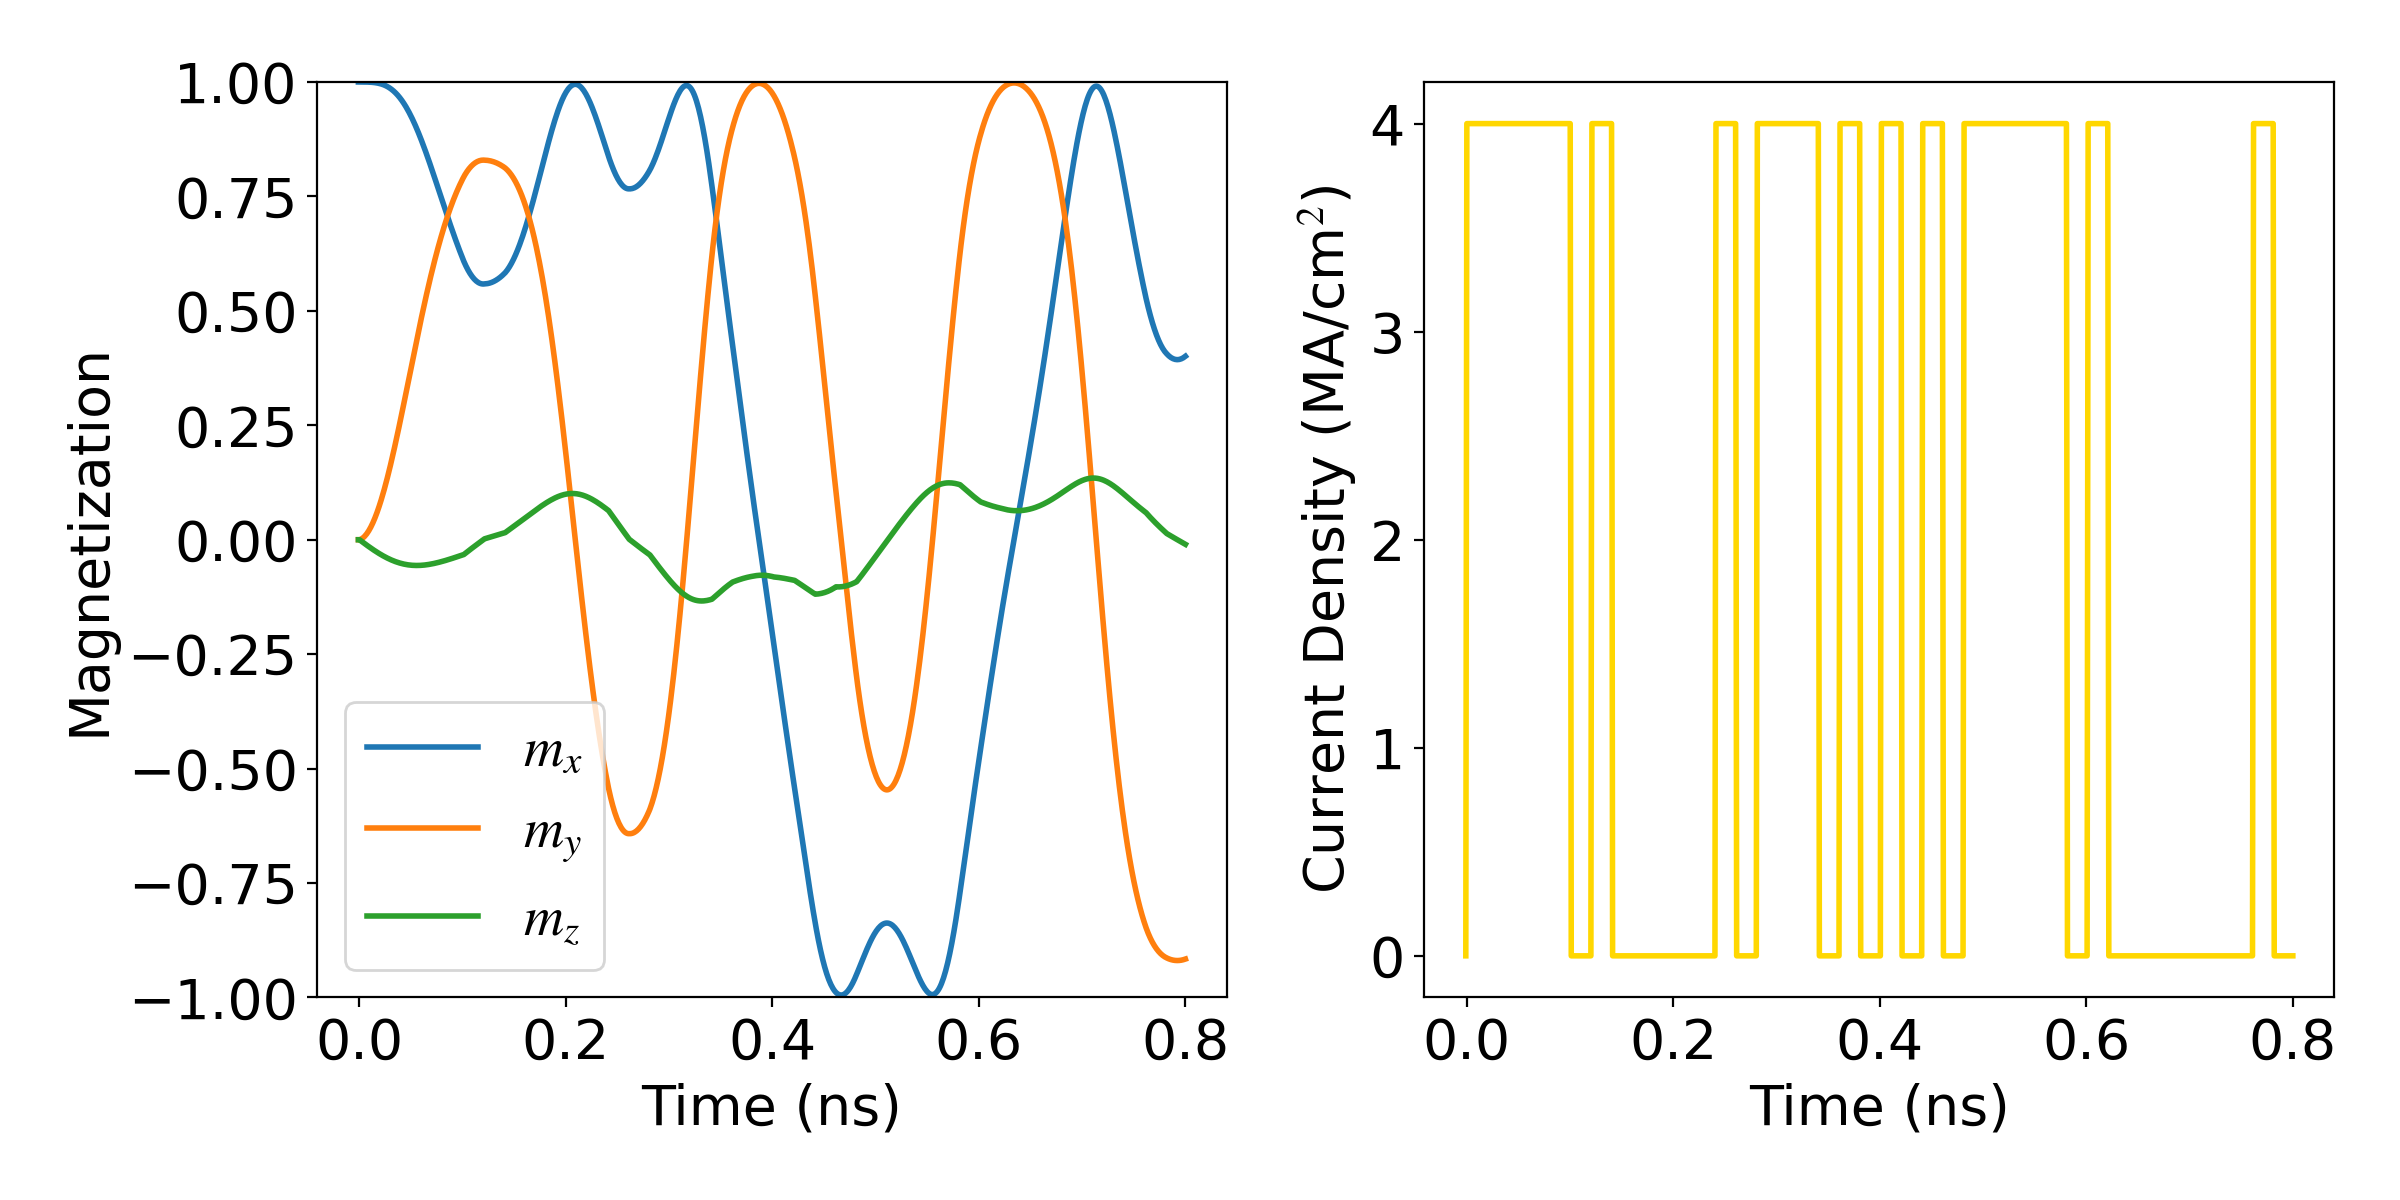 Magnetization
1.00
0.75
0.50
0.25
0.00
−0.25
−0.50
−0.75
−1.00
m_x
m_y
m_z
0.0 0.2 0.4 0.6 0.8
Time (ns)
Current Density (MA/cm²)
4
3
2
1
0
0.0 0.2 0.4 0.6 0.8
Time (ns)